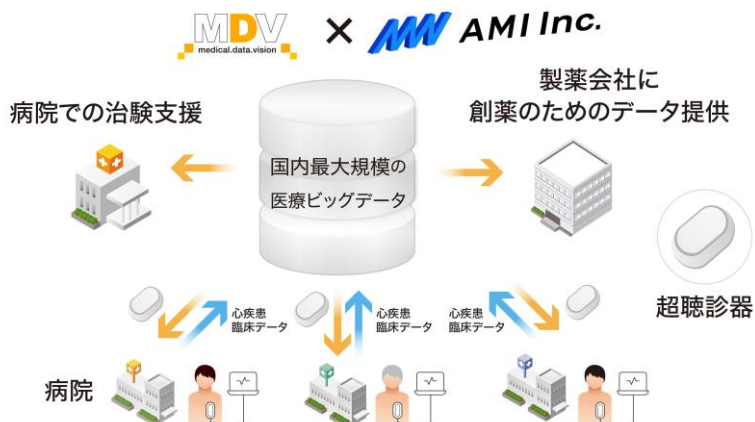 MDV
medical.data.vision
×
AMI Inc.
病院での治験支援
国内最大規模の
医療ビッグデータ
製薬会社に
創薬のためのデータ提供
超聴診器
心疾患
臨床データ
心疾患
臨床データ
心疾患
臨床データ
病院